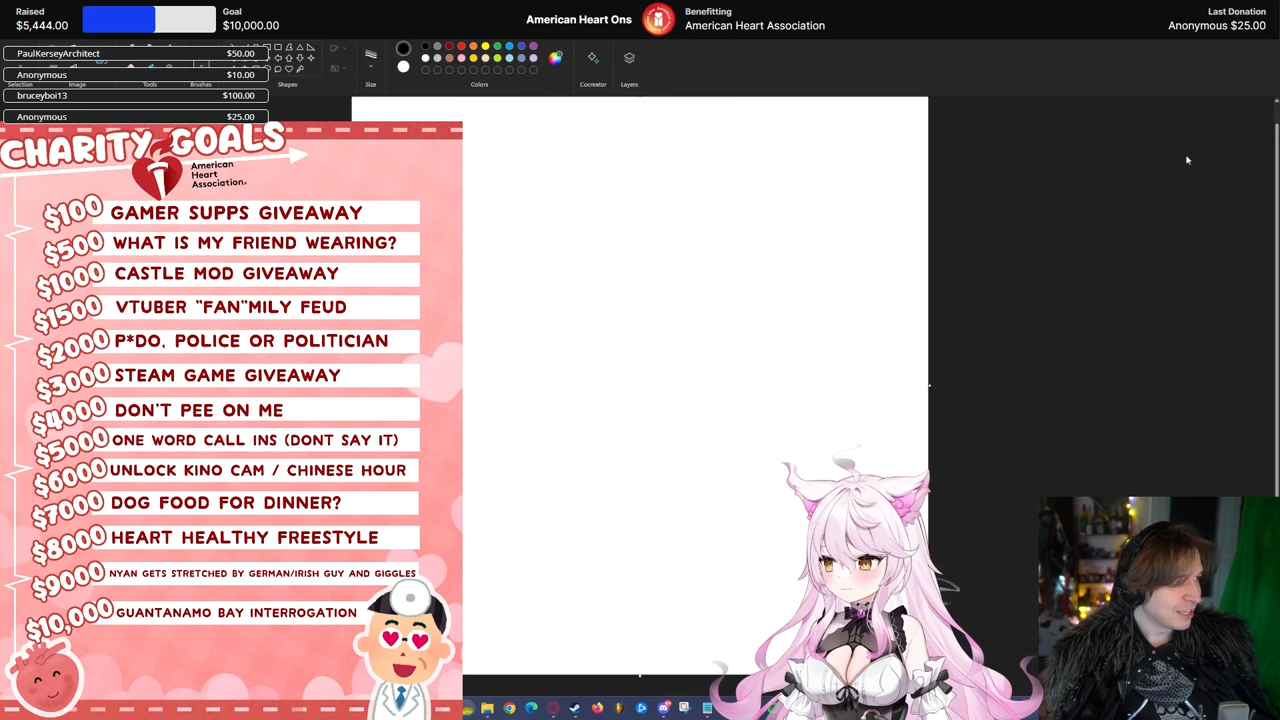 Raised
$5,444.00
Goal
$10,000.00
American Heart Ons
Benefitting
American Heart Association
Last Donation
Anonymous $25.00
PaulKerseyArchitect $50.00
Anonymous $10.00
bruceyboi13 $100.00
Anonymous $25.00
Selection Image Tools Brushes Shapes Size Colors Cocreator Layers
CHARITY GOALS
American
Heart
Association.
$100 GAMER SUPPS GIVEAWAY
$500 WHAT IS MY FRIEND WEARING?
$1000 CASTLE MOD GIVEAWAY
$1500 VTUBER "FAN"MILY FEUD
$2000 P*DO, POLICE OR POLITICIAN
$3000 STEAM GAME GIVEAWAY
$4000 DON'T PEE ON ME
$5000 ONE WORD CALL INS (DONT SAY IT)
$6000 UNLOCK KINO CAM / CHINESE HOUR
$7000 DOG FOOD FOR DINNER?
$8000 HEART HEALTHY FREESTYLE
$9000 NYAN GETS STRETCHED BY GERMAN/IRISH GUY AND GIGGLES
$10,000 GUANTANAMO BAY INTERROGATION